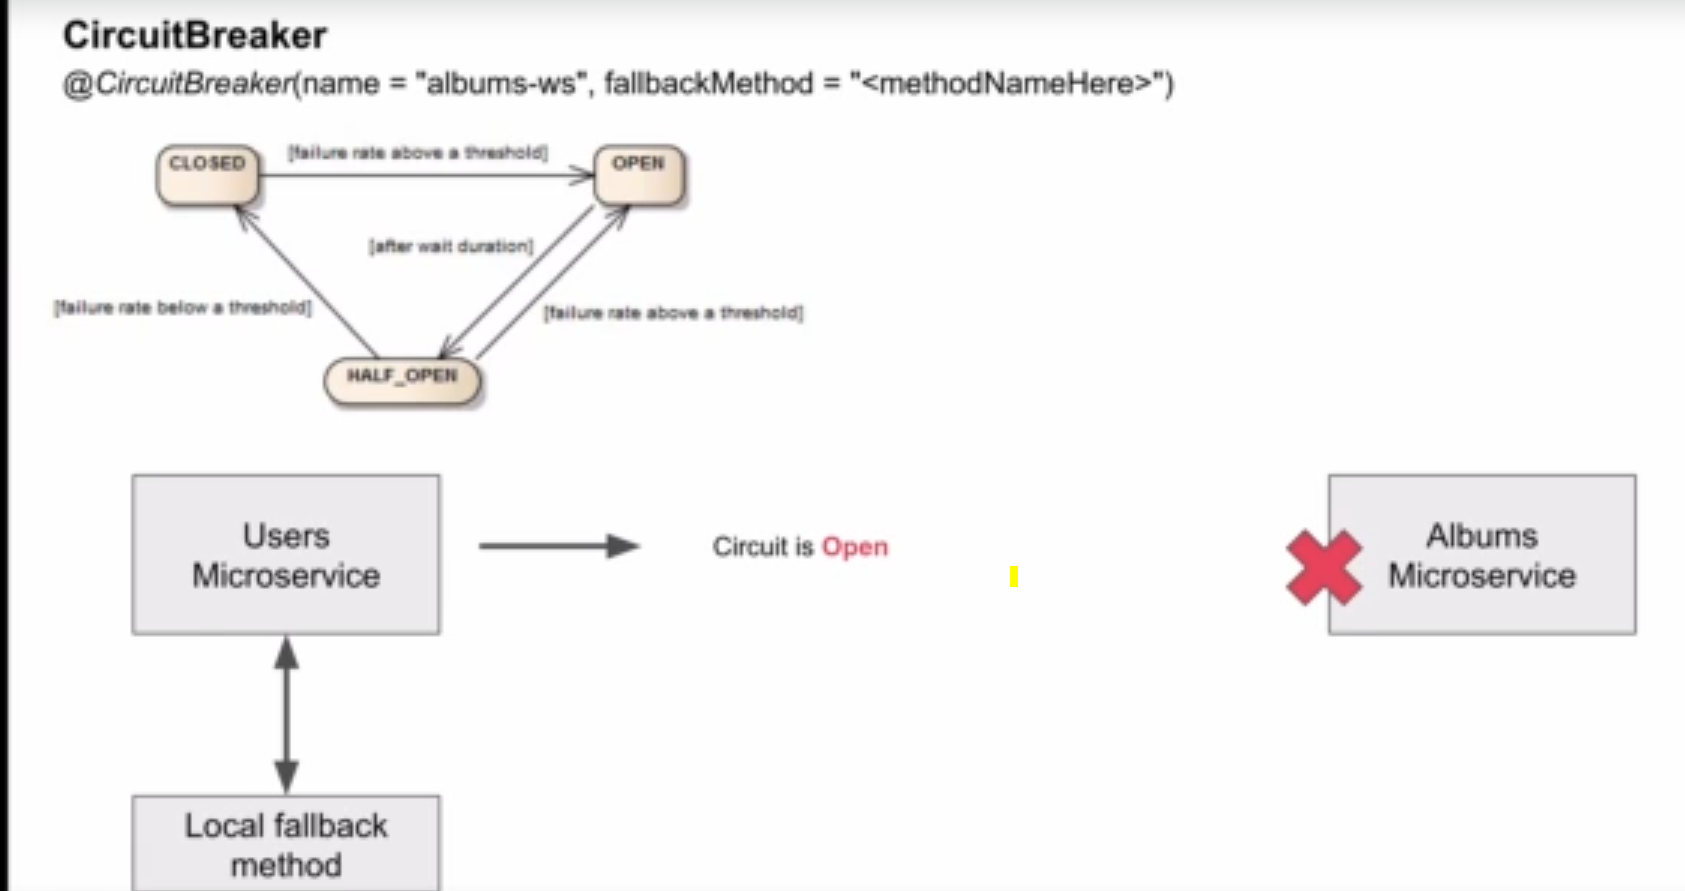 CircuitBreaker
@CircuitBreaker(name = "albums-ws", fallbackMethod = "<methodNameHere>")
[failure rate above a threshold]
CLOSED
OPEN
[after wait duration]
[failure rate below a threshold]
[failure rate above a threshold]
HALF_OPEN
Users
Microservice
Circuit is Open
Albums
Microservice
Local fallback
method